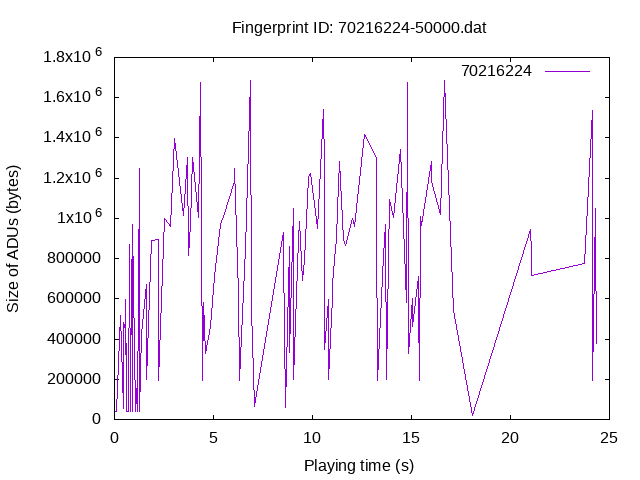 Fingerprint ID: 70216224-50000.dat
70216224
Size of ADUs (bytes)
1.8x10 6
1.6x10 6
1.4x10 6
1.2x10 6
1x10 6
800000
600000
400000
200000
0
0 5 10 15 20 25
Playing time (s)